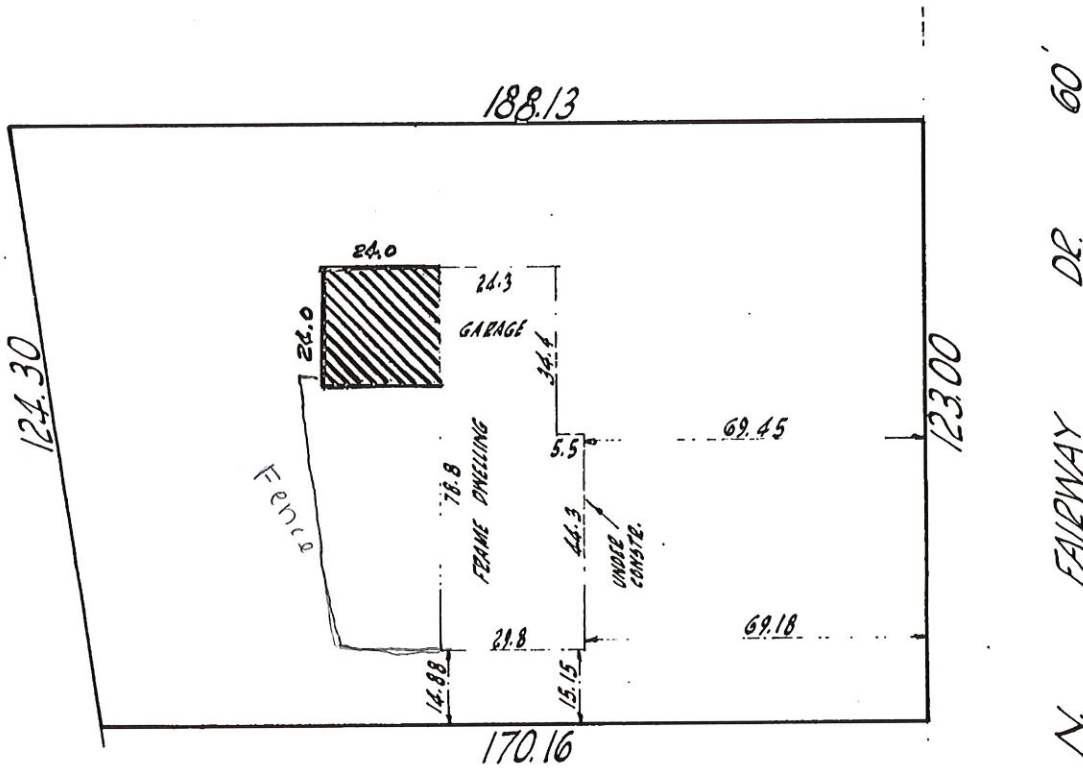 188.13
24.0
24.0
24.3
GARAGE
34.4
124.30
123.00
69.45
5.5
78.8
FRAME DWELLING
44.3
UNDER
CONSTR.
Fence
29.8
69.18
14.88
15.15
170.16
N. FAIRWAY DR. 60'